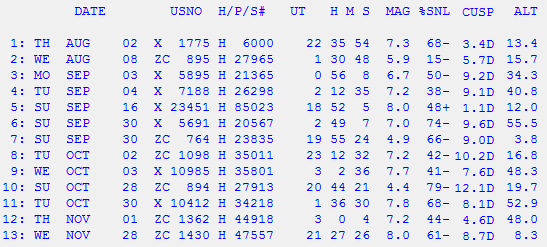 DATE USNO H/P/S# UT H M S MAG %SNL CUSP ALT
1: TH AUG 02 X 1775 H 6000 22 35 54 7.3 68- 3.4D 13.4
2: WE AUG 08 ZC 895 H 27965 1 30 48 5.9 15- 5.7D 15.7
3: MO SEP 03 X 5895 H 21365 0 56 8 6.7 50- 9.2D 34.3
4: TU SEP 04 X 7188 H 26298 2 12 35 7.2 38- 9.1D 40.8
5: SU SEP 16 X 23451 H 85023 18 52 5 8.0 48+ 1.1D 12.0
6: SU SEP 30 X 5691 H 20567 2 49 7 7.0 74- 9.6D 55.5
7: SU SEP 30 ZC 764 H 23835 19 55 24 4.9 66- 9.0D 3.8
8: TU OCT 02 ZC 1098 H 35011 23 12 32 7.2 42- 10.2D 16.8
9: WE OCT 03 X 10985 H 35801 3 2 36 7.7 41- 7.6D 48.3
10: SU OCT 28 ZC 894 H 27913 20 44 21 4.4 79- 12.1D 19.7
11: TU OCT 30 X 10412 H 34218 1 36 30 7.8 68- 8.1D 52.9
12: TH NOV 01 ZC 1362 H 44918 3 0 4 7.2 44- 4.6D 48.0
13: WE NOV 28 ZC 1430 H 47557 21 27 26 8.0 61- 8.7D 8.3